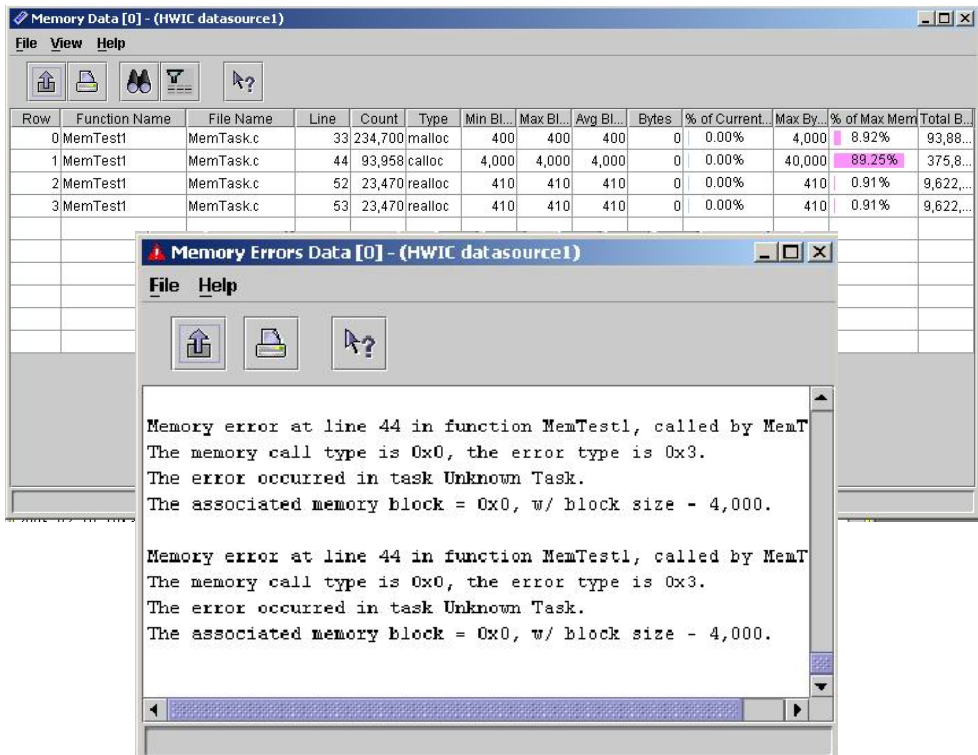 Memory Data [0] - (HWIC datasource1)
File View Help
Row Function Name File Name Line Count Type Min Bl... Max Bl... Avg Bl... Bytes % of Current... Max By... % of Max Mem Total B...
0 MemTest1 MemTask.c 33 234,700 malloc 400 400 400 0 0.00% 4,000 8.92% 93,88...
1 MemTest1 MemTask.c 44 93,958 calloc 4,000 4,000 4,000 0 0.00% 40,000 89.25% 375,8...
2 MemTest1 MemTask.c 52 23,470 realloc 410 410 410 0 0.00% 410 0.91% 9,622,...
3 MemTest1 MemTask.c 53 23,470 realloc 410 410 410 0 0.00% 410 0.91% 9,622,...
Memory Errors Data [0] - (HWIC datasource1)
File Help
Memory error at line 44 in function MemTest1, called by MemT
The memory call type is 0x0, the error type is 0x3.
The error occurred in task Unknown Task.
The associated memory block = 0x0, w/ block size - 4,000.
Memory error at line 44 in function MemTest1, called by MemT
The memory call type is 0x0, the error type is 0x3.
The error occurred in task Unknown Task.
The associated memory block = 0x0, w/ block size - 4,000.